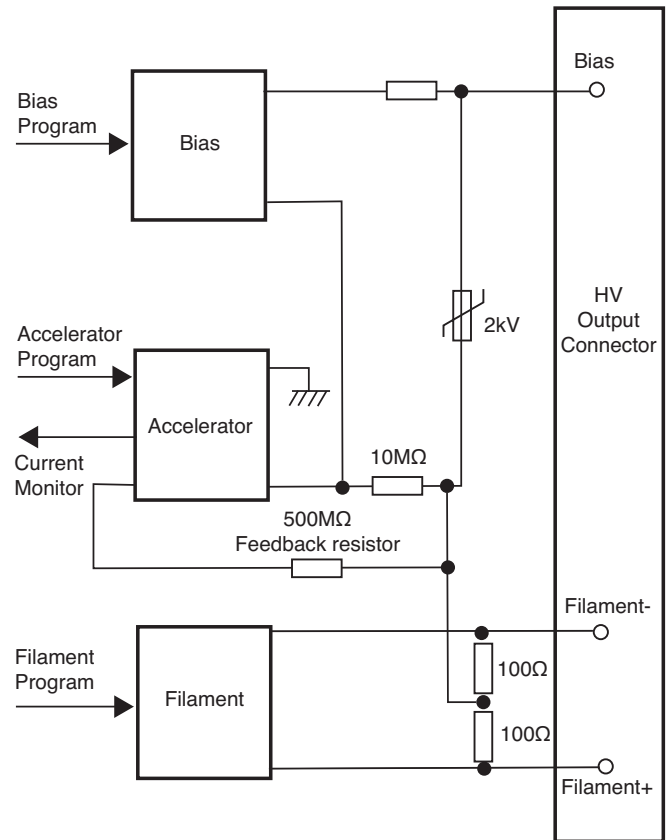 Bias
Program
Bias
Bias
2kV
HV
Output
Connector
Accelerator
Program
Accelerator
Current
Monitor
10MΩ
500MΩ
Feedback resistor
Filament-
100Ω
Filament
Program
Filament
100Ω
Filament+